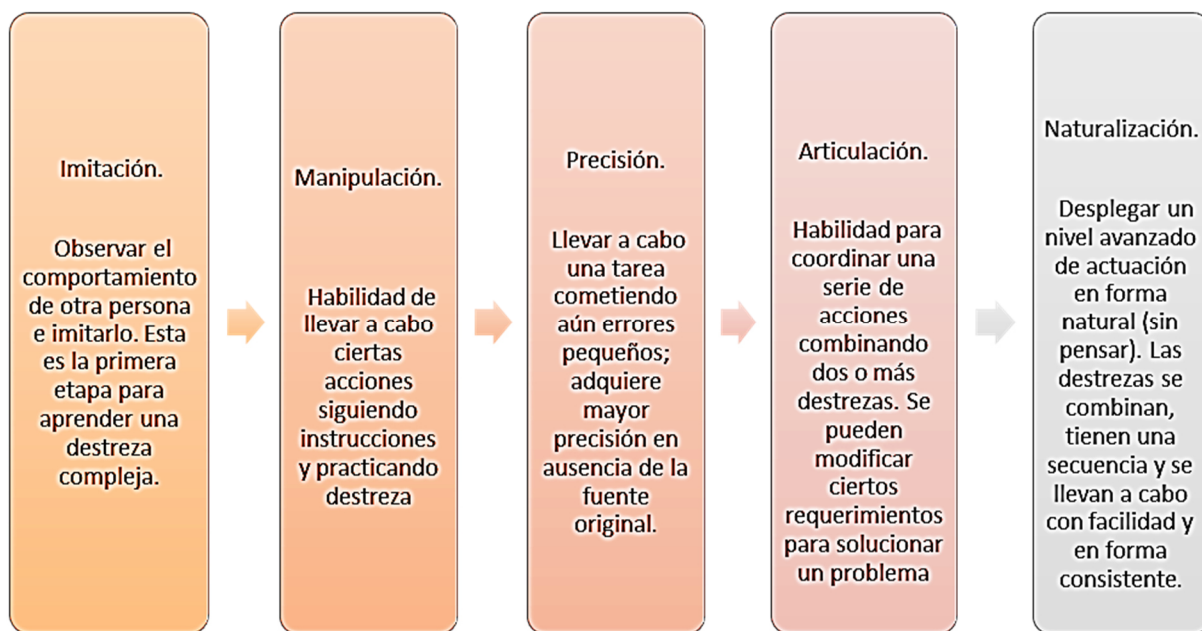 Imitación.
Observar el
comportamiento
de otra persona
e imitarlo. Esta
es la primera
etapa para
aprender una
destreza
compleja.
Manipulación.
Habilidad de
llevar a cabo
ciertas
acciones
siguiendo
instrucciones
y practicando
destreza
Precisión.
Llevar a cabo
una tarea
cometiendo
aún errores
pequeños;
adquiere
mayor
precisión en
ausencia de la
fuente
original.
Articulación.
Habilidad para
coordinar una
serie de
acciones
combinando
dos o más
destrezas. Se
pueden
modificar
ciertos
requerimientos
para solucionar
un problema
Naturalización.
Desplegar un
nivel avanzado
de actuación
en forma
natural (sin
pensar). Las
destrezas se
combinan,
tienen una
secuencia y se
llevan a cabo
con facilidad y
en forma
consistente.